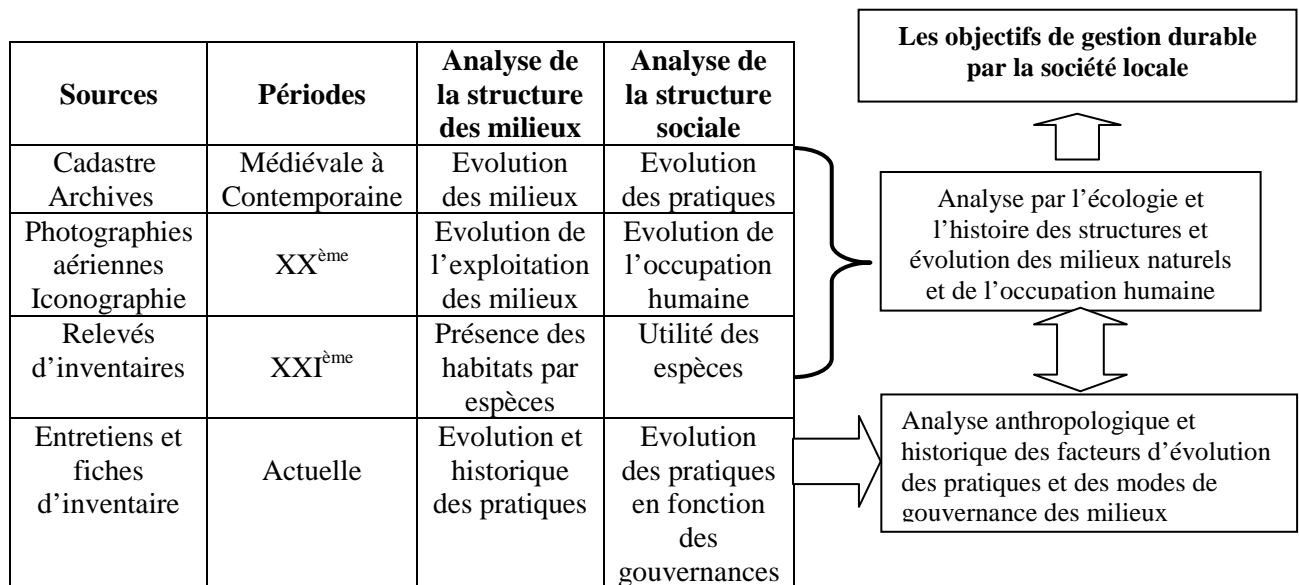 Sources
Périodes
Analyse de
la structure
des milieux
Analyse de
la structure
sociale
Cadastre
Archives
Médiévale à
Contemporaine
Evolution
des milieux
Evolution
des pratiques
Photographies
aériennes
Iconographie
XXème
Evolution de
l’exploitation
des milieux
Evolution de
l’occupation
humaine
Relevés
d’inventaires
XXIème
Présence des
habitats par
espèces
Utilité des
espèces
Entretiens et
fiches
d’inventaire
Actuelle
Evolution et
historique
des pratiques
Evolution
des pratiques
en fonction
des
gouvernances
Les objectifs de gestion durable
par la société locale
Analyse par l’écologie et
l’histoire des structures et
évolution des milieux naturels
et de l’occupation humaine
Analyse anthropologique et
historique des facteurs d’évolution
des pratiques et des modes de
gouvernance des milieux